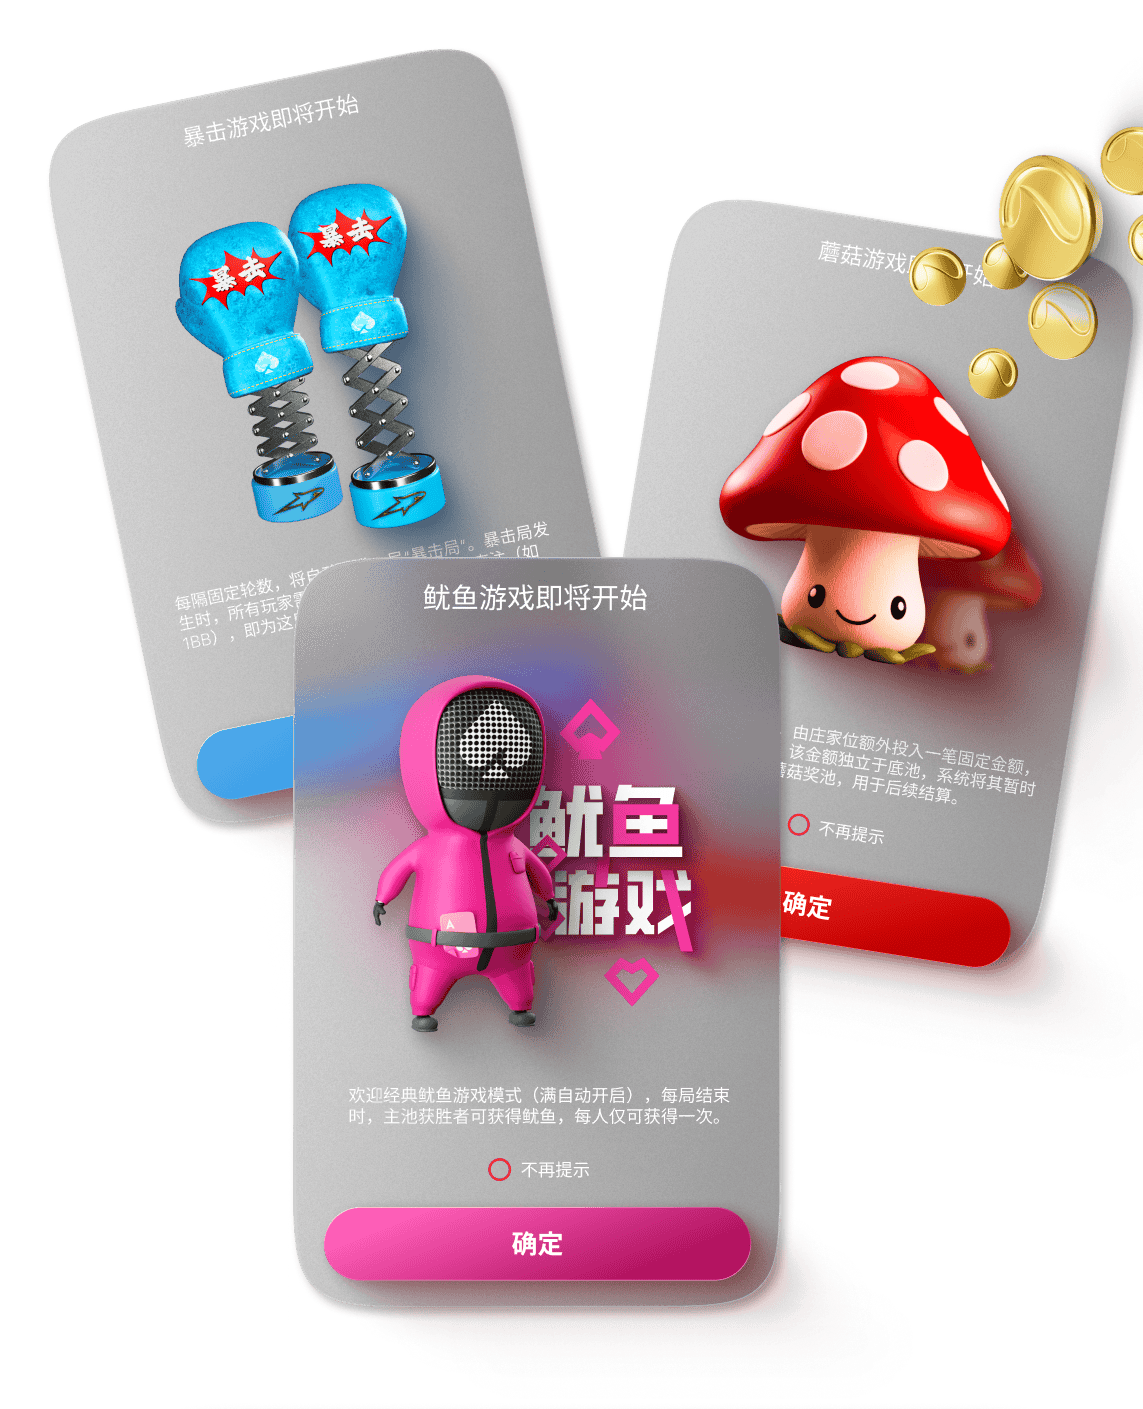 暴击游戏即将开始
暴击
暴击
局“暴击局”。暴击局发
每隔固定轮数，将自
生时，所有玩家需
（如
1BB），即为这
蘑菇游戏
开始
由庄家位额外投入一笔固定金额，
该金额独立于底池，系统将其暂时
蘑菇奖池，用于后续结算。
不再提示
确定
鱿鱼游戏即将开始
鱿鱼
游戏
A
欢迎经典鱿鱼游戏模式（满自动开启），每局结束
时，主池获胜者可获得鱿鱼，每人仅可获得一次。
不再提示
确定